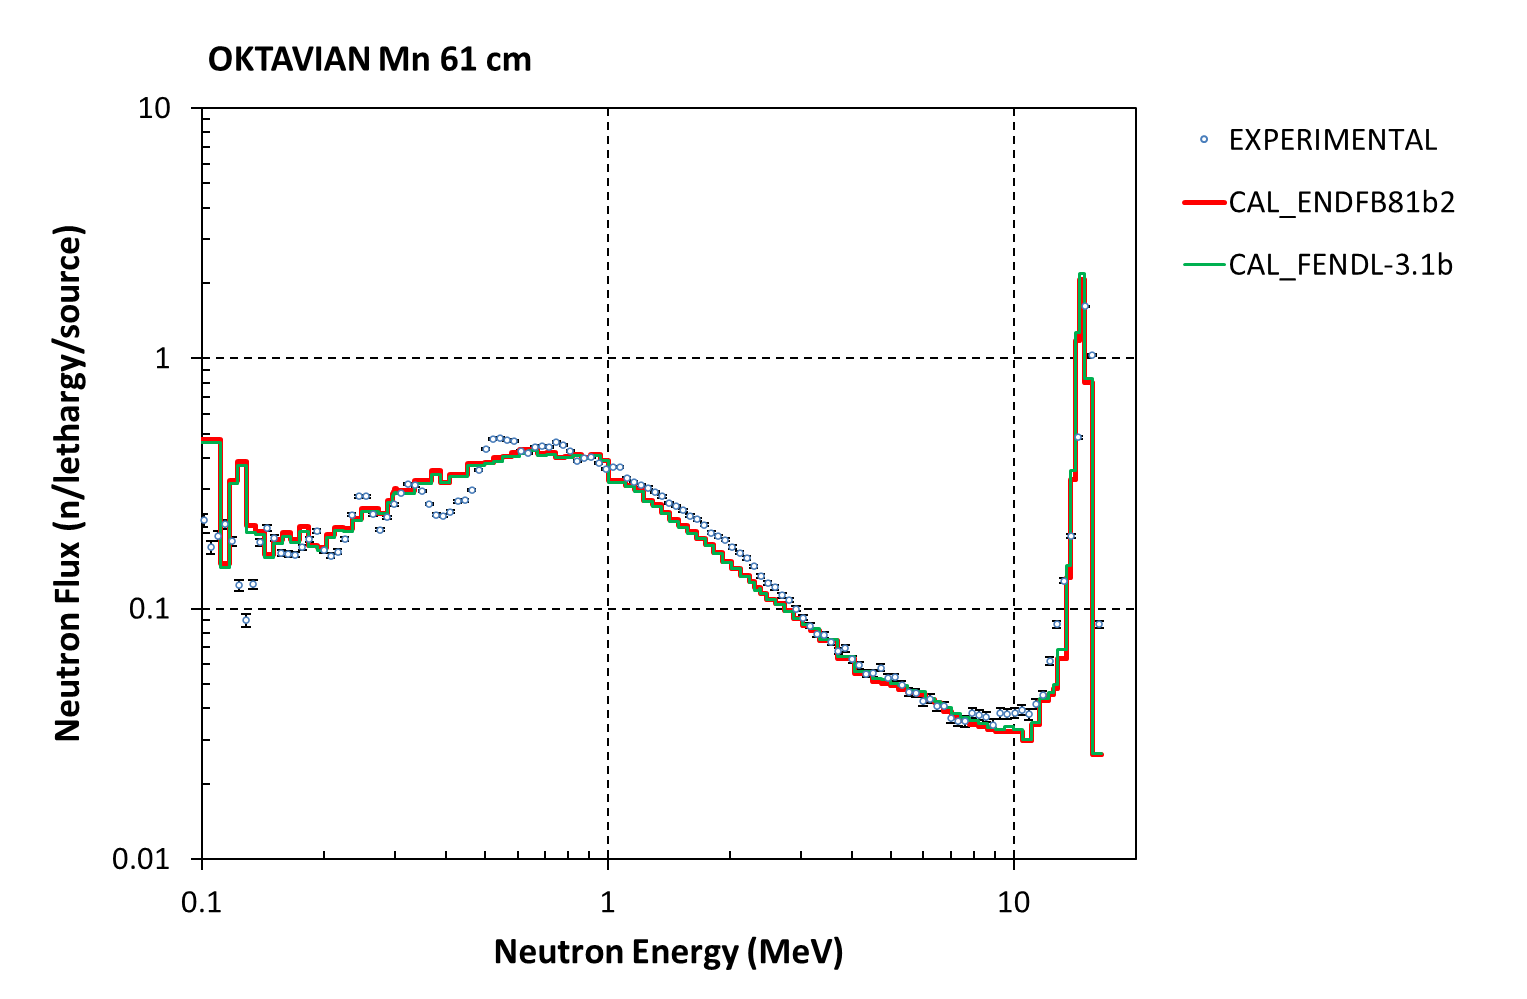 OKTAVIAN Mn 61 cm
10
1
0.1
0.01
Neutron Flux (n/lethargy/source)
0.1
1
10
Neutron Energy (MeV)
EXPERIMENTAL
CAL_ENDFB81b2
CAL_FENDL-3.1b